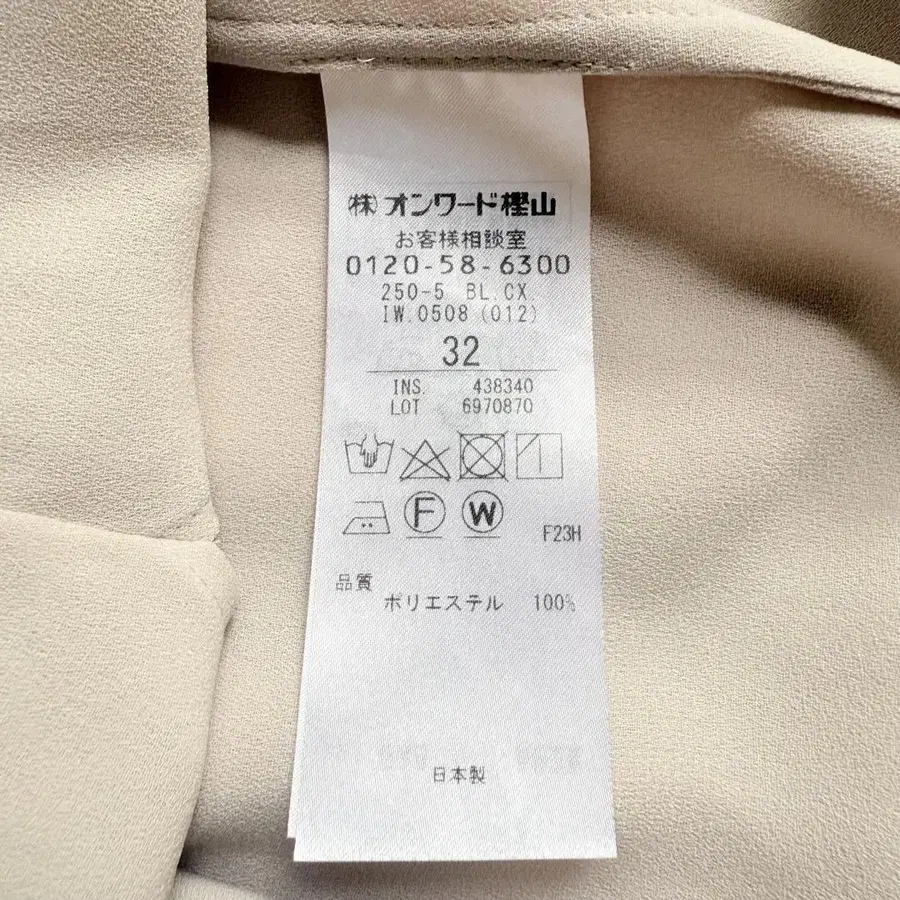 ㈱オンワード樫山
お客様相談室
0120-58-6300
250-5 BL.CX.
IW.0508(012)
32
INS. 438340
LOT 6970870
F W
F23H
品質
ポリエステル 100%
日本製